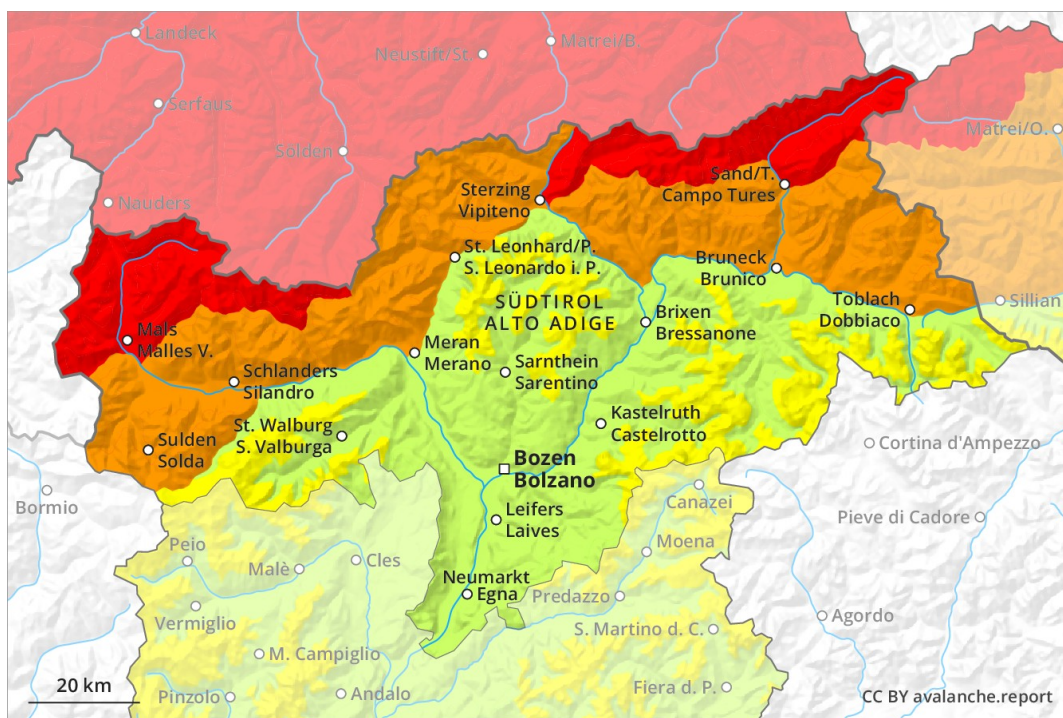 Landeck
Neustift/St.
Matrei/B.
Serfaus
Sölden
Matrei/O.
Nauders
Sterzing
Vipiteno
Sand/T.
Campo Tures
St. Leonhard/P.
S. Leonardo i. P.
Bruneck
Brunico
SÜDTIROL
ALTO ADIGE
Toblach
Dobbiaco
Sillian
Mals
Malles V.
Meran
Merano
Brixen
Bressanone
Schlanders
Silandro
Sarnthein
Sarentino
St. Walburg
S. Valburga
Kastelruth
Castelrotto
Sulden
Solda
Cortina d'Ampezzo
Bozen
Bolzano
Bormio
Canazei
Leifers
Laives
Pieve di Cadore
Peio
Cles
Moena
Malè
Neumarkt
Egna
Predazzo
Vermiglio
Agordo
S. Martino d. C.
M. Campiglio
20 km
Pinzolo
Andalo
Fiera d. P.
CC BY avalanche.report